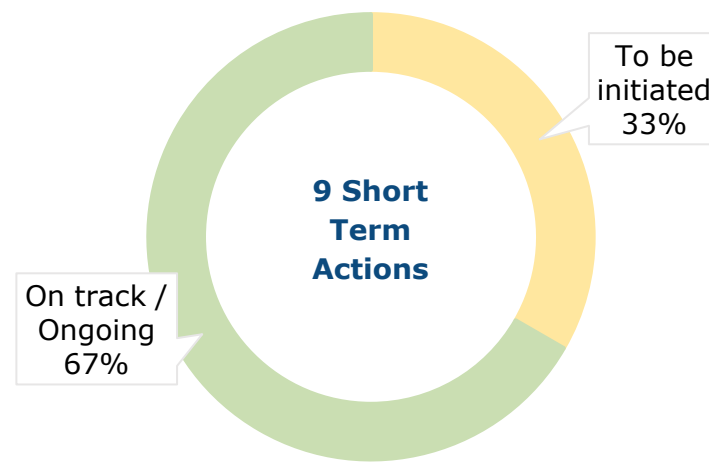 To be
initiated
33%
9 Short
Term
Actions
On track /
Ongoing
67%